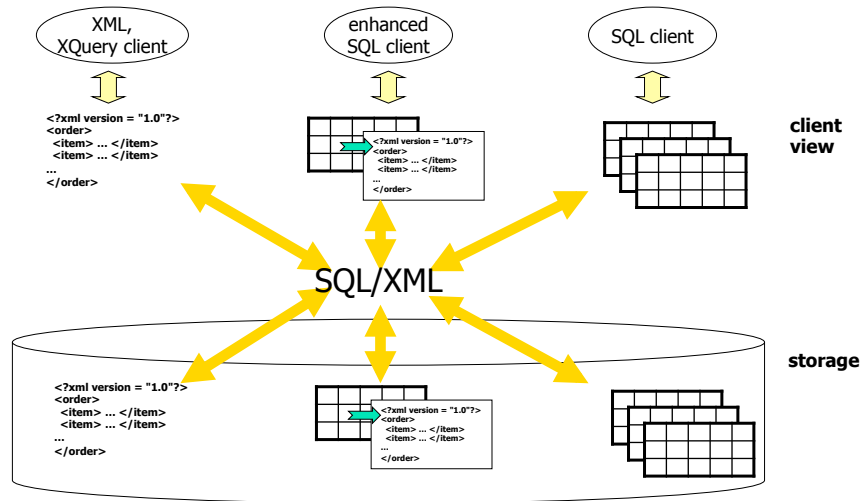 XML,
XQuery client
enhanced
SQL client
SQL client
<?xml version = "1.0"?>
<order>
<item> ... </item>
<item> ... </item>
...
</order>
<?xml version = "1.0"?>
<order>
<item> ... </item>
<item> ... </item>
...
</order>
client
view
SQL/XML
storage
<?xml version = "1.0"?>
<order>
<item> ... </item>
<item> ... </item>
...
</order>
<?xml version = "1.0"?>
<order>
<item> ... </item>
<item> ... </item>
...
</order>